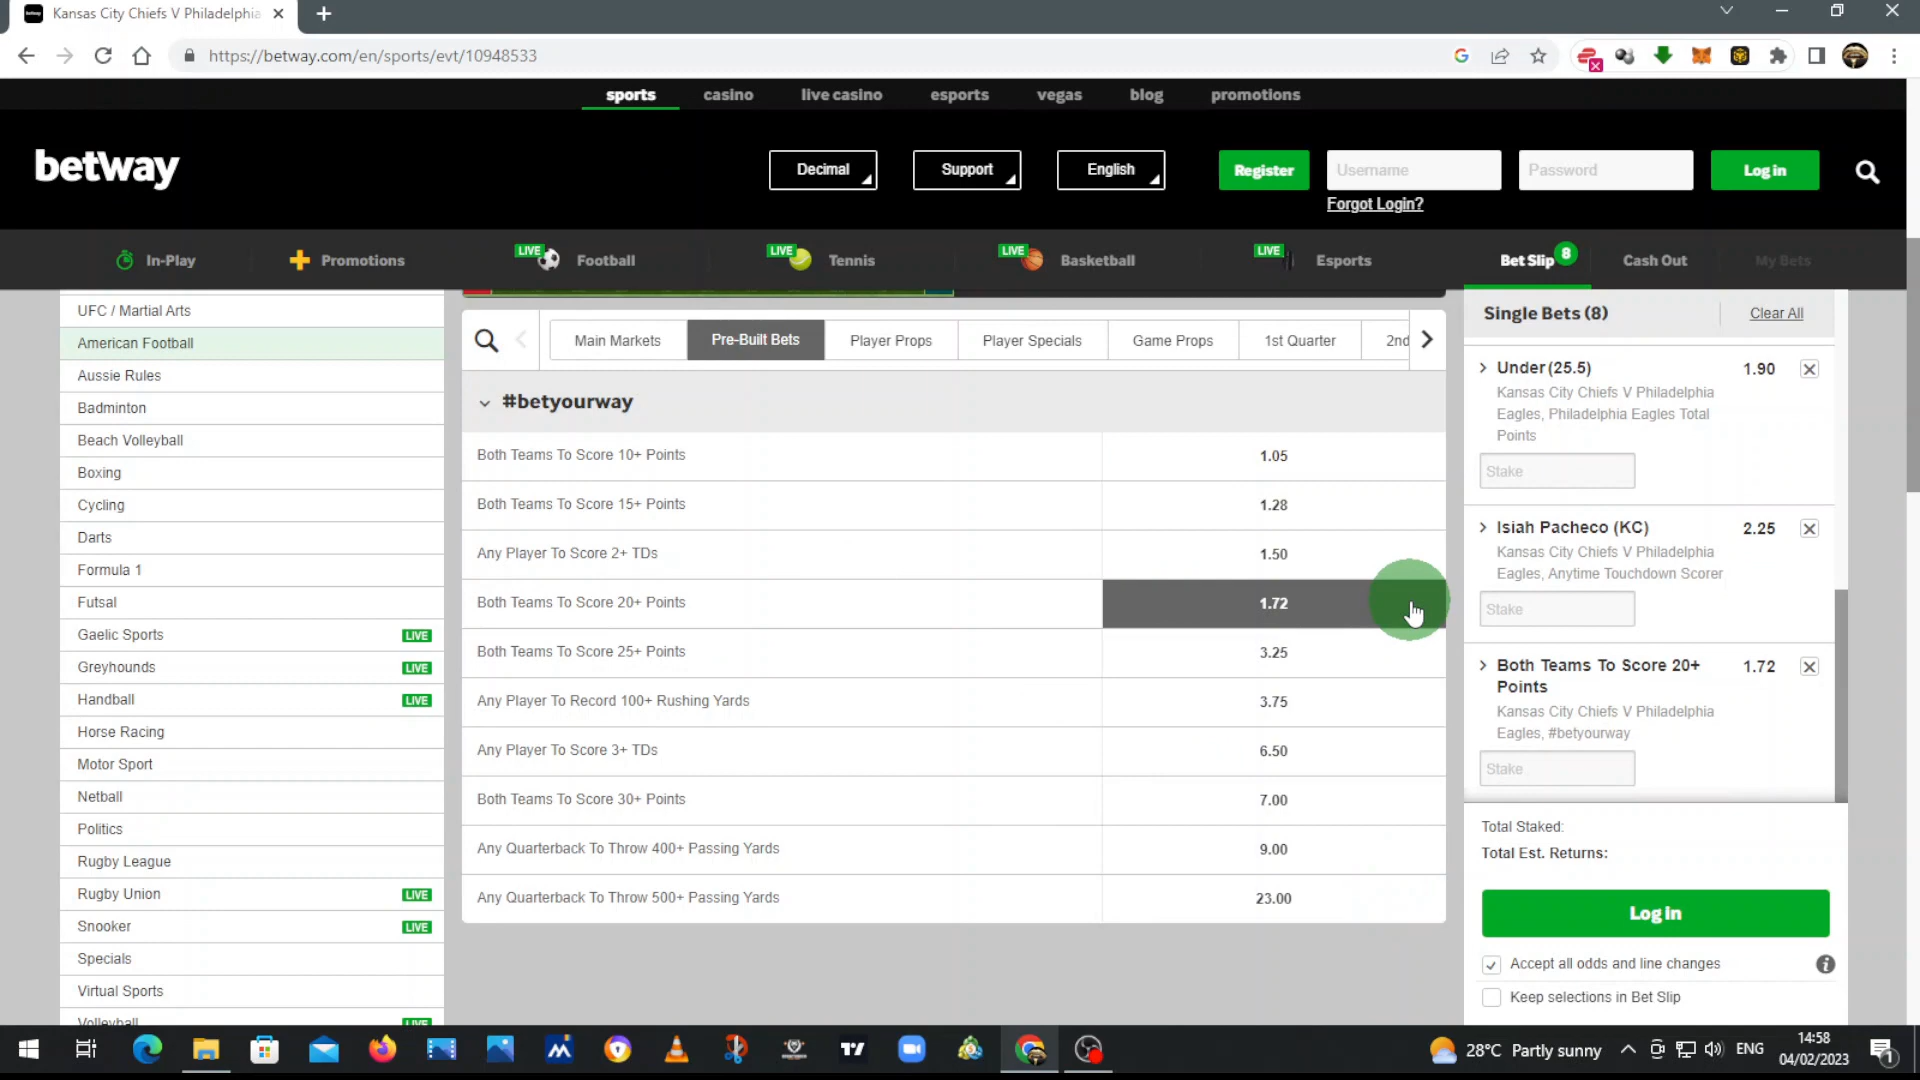 Kansas City Chiefs V Philadelphia
https://betway.com/en/sports/evt/10948533
sports casino live casino esports vegas blog promotions
betway
Decimal Support English Register Username Password Log in
Forgot Login?
In-Play Promotions LIVE Football LIVE Tennis LIVE Basketball LIVE Esports Bet Slip 8 Cash Out My Bets
UFC / Martial Arts
American Football
Aussie Rules
Badminton
Beach Volleyball
Boxing
Cycling
Darts
Formula 1
Futsal
Gaelic Sports LIVE
Greyhounds LIVE
Handball LIVE
Horse Racing
Motor Sport
Netball
Politics
Rugby League
Rugby Union LIVE
Snooker LIVE
Specials
Virtual Sports
Volleyball LIVE
Main Markets Pre-Built Bets Player Props Player Specials Game Props 1st Quarter 2nd
#betyourway
Both Teams To Score 10+ Points 1.05
Both Teams To Score 15+ Points 1.28
Any Player To Score 2+ TDs 1.50
Both Teams To Score 20+ Points 1.72
Both Teams To Score 25+ Points 3.25
Any Player To Record 100+ Rushing Yards 3.75
Any Player To Score 3+ TDs 6.50
Both Teams To Score 30+ Points 7.00
Any Quarterback To Throw 400+ Passing Yards 9.00
Any Quarterback To Throw 500+ Passing Yards 23.00
Single Bets (8) Clear All
Under (25.5) 1.90
Kansas City Chiefs V Philadelphia
Eagles, Philadelphia Eagles Total
Points
Stake
Isiah Pacheco (KC) 2.25
Kansas City Chiefs V Philadelphia
Eagles, Anytime Touchdown Scorer
Stake
Both Teams To Score 20+ 1.72
Points
Kansas City Chiefs V Philadelphia
Eagles, #betyourway
Stake
Total Staked:
Total Est. Returns:
Log in
Accept all odds and line changes
Keep selections in Bet Slip
28°C Partly sunny ENG 14:58
04/02/2023
1